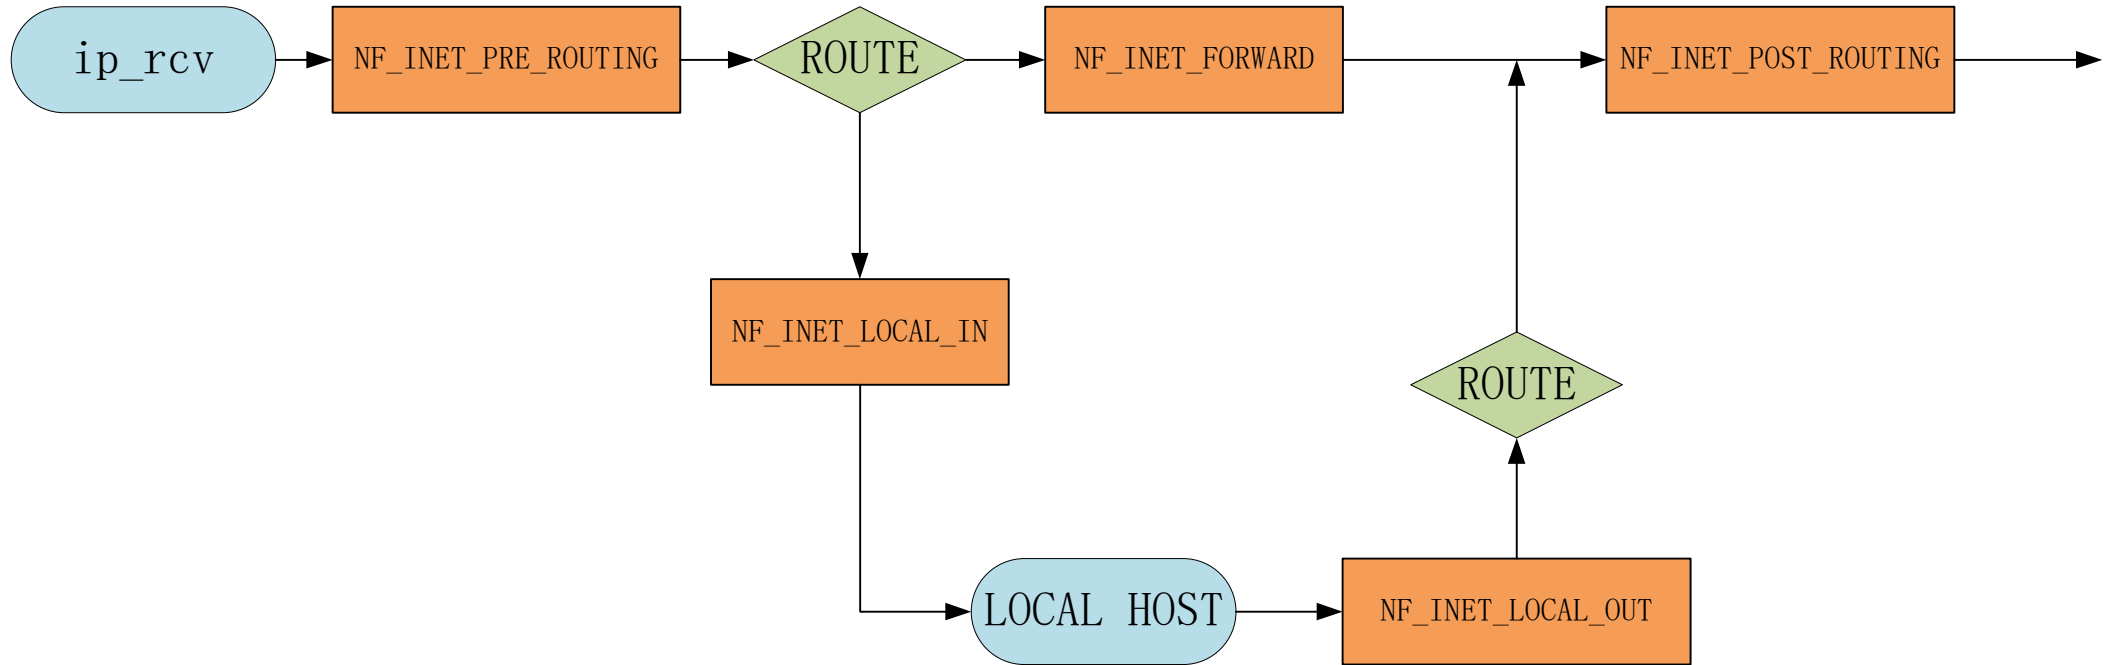 ip_rcv
NF_INET_PRE_ROUTING
ROUTE
NF_INET_FORWARD
NF_INET_POST_ROUTING
NF_INET_LOCAL_IN
ROUTE
LOCAL HOST
NF_INET_LOCAL_OUT